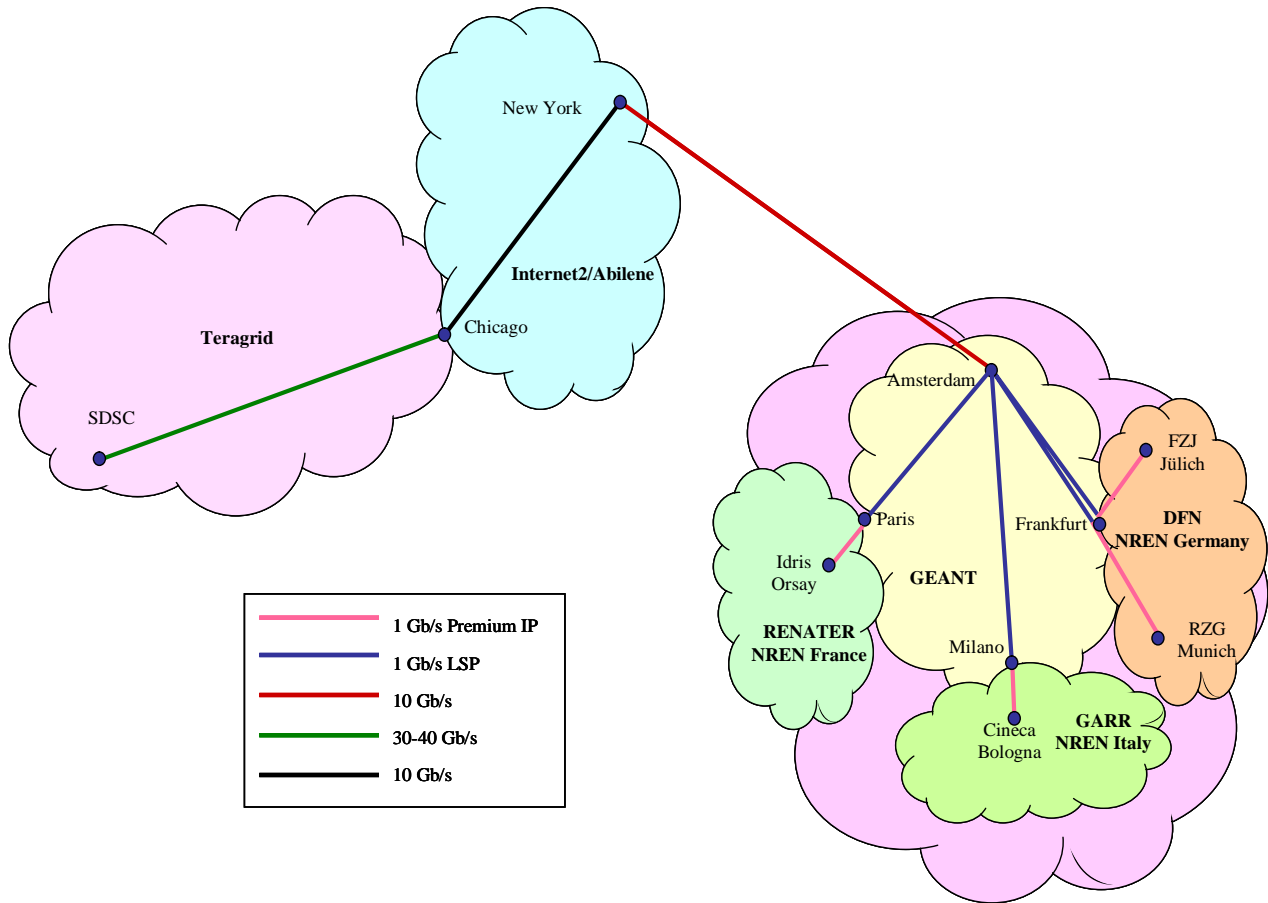 New York
Internet2/Abilene
Chicago
Teragrid
SDSC
Amsterdam
FZJ
Jülich
Paris
Frankfurt
DFN
NREN Germany
Idris
Orsay
GEANT
RENATER
NREN France
Milano
RZG
Munich
GARR
NREN Italy
Cineca
Bologna
1 Gb/s Premium IP
1 Gb/s LSP
10 Gb/s
30-40 Gb/s
10 Gb/s